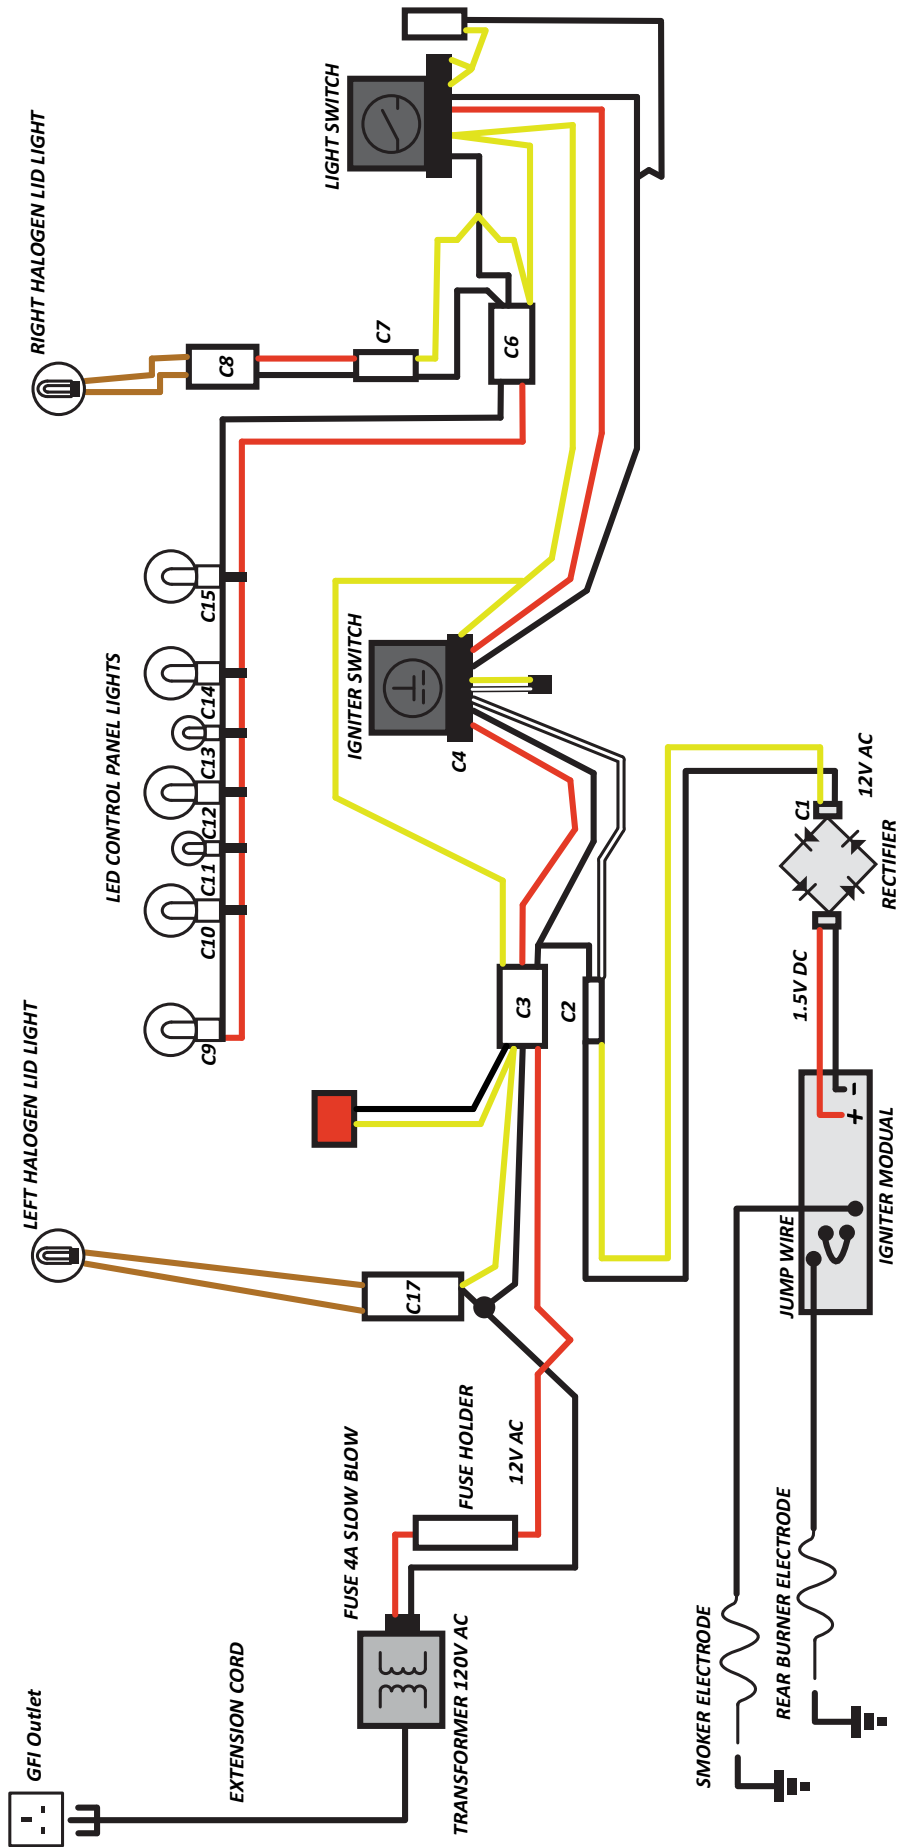 RIGHT HALOGEN LID LIGHT
LIGHT SWITCH
C8
C7
C6
LED CONTROL PANEL LIGHTS
C15
C14
C13
C12
C11
C10
C9
IGNITER SWITCH
C4
LEFT HALOGEN LID LIGHT
C3
C2
C1
12V AC
RECTIFIER
1.5V DC
+ -
IGNITER MODUAL
JUMP WIRE
C17
FUSE 4A SLOW BLOW
FUSE HOLDER
12V AC
GFI Outlet
EXTENSION CORD
TRANSFORMER 120V AC
SMOKER ELECTRODE
REAR BURNER ELECTRODE